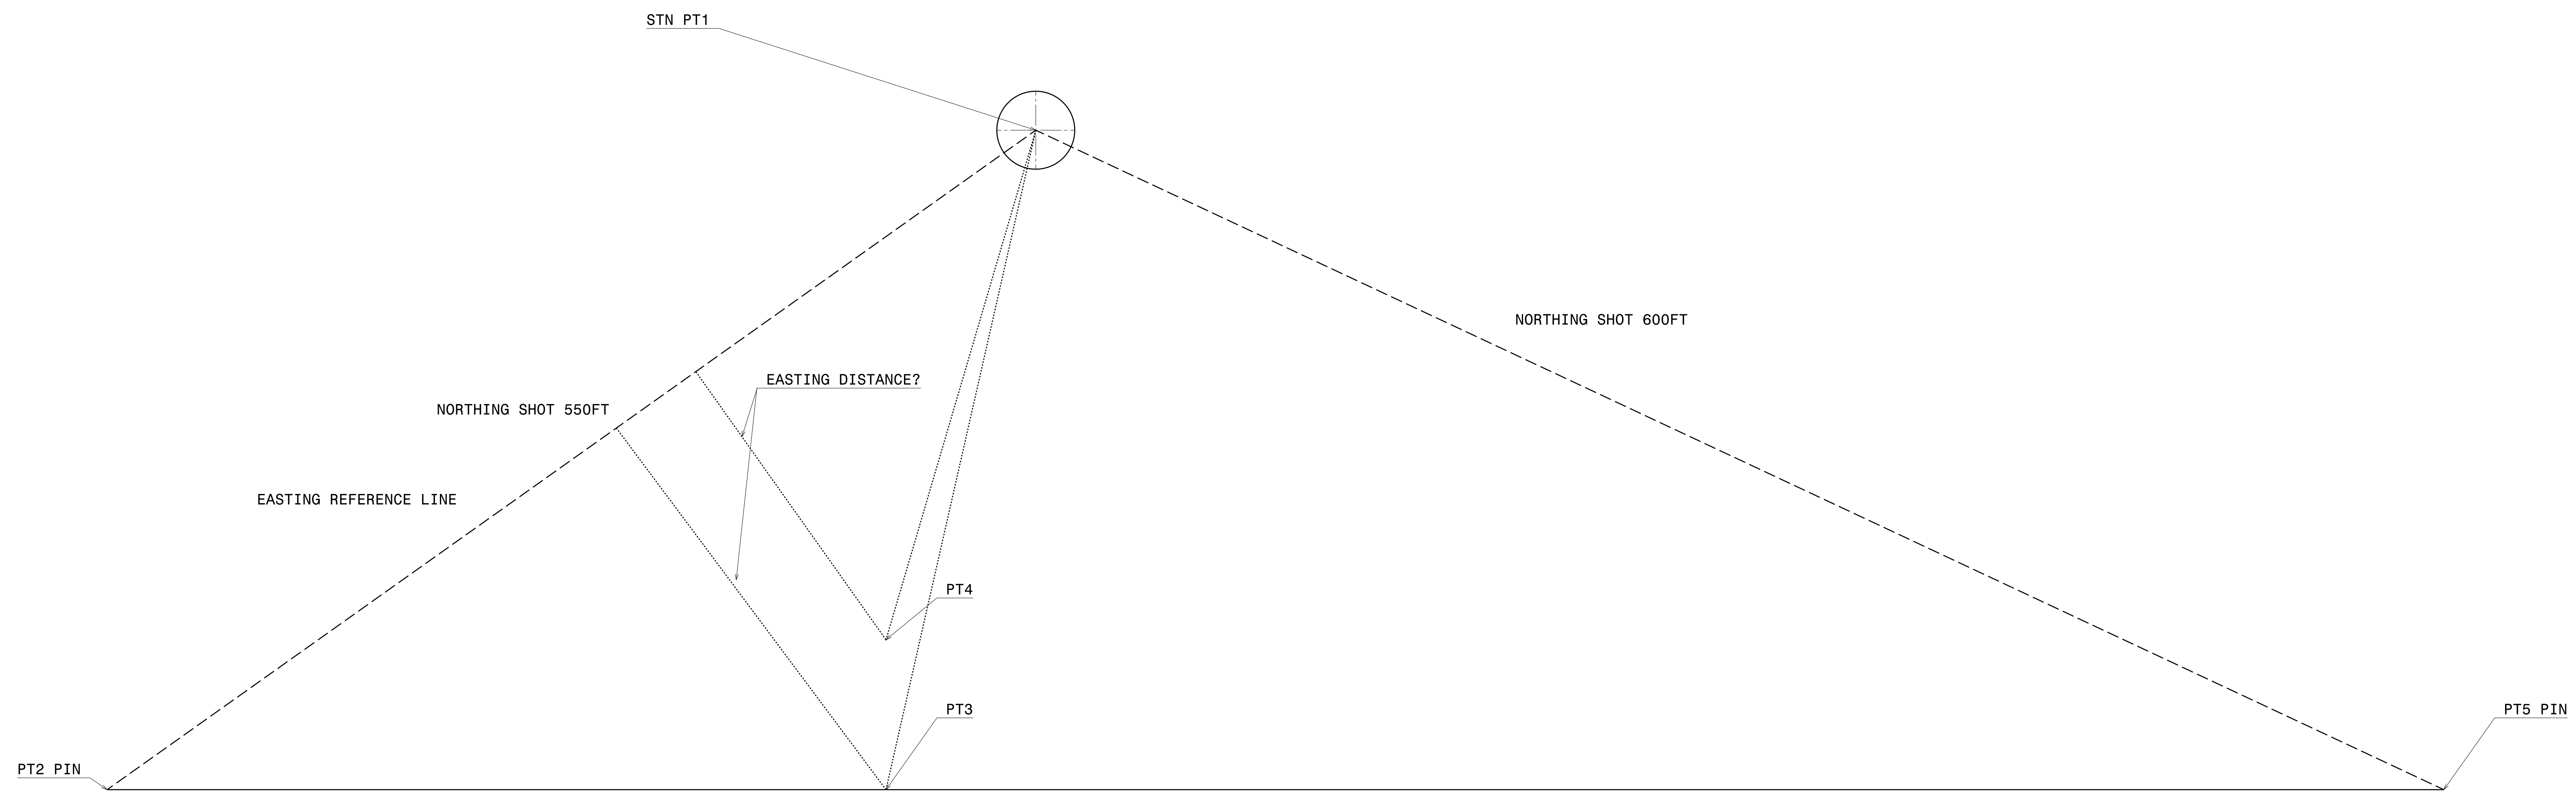 STN PT1
NORTHING SHOT 600FT
EASTING DISTANCE?
NORTHING SHOT 550FT
EASTING REFERENCE LINE
PT4
PT3
PT5 PIN
PT2 PIN